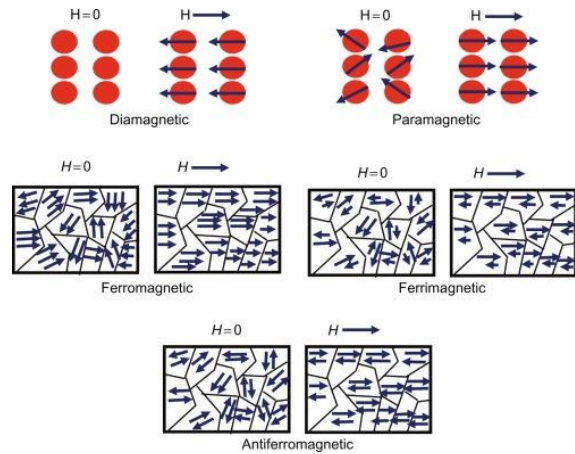 H=0 H H=0 H
Diamagnetic Paramagnetic
H=0 H H=0 H
Ferromagnetic Ferrimagnetic
H=0 H
Antiferromagnetic